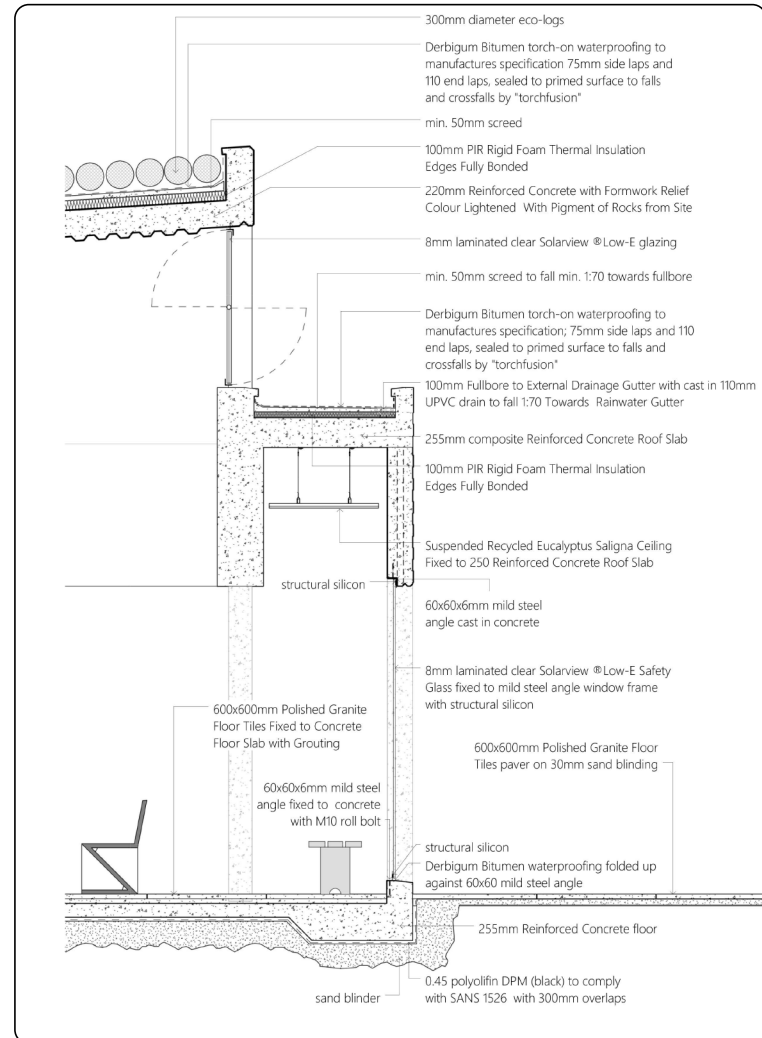 300mm diameter eco-logs
Derbigum Bitumen torch-on waterproofing to
manufactures specification 75mm side laps and
110 end laps, sealed to primed surface to falls
and crossfalls by "torchfusion"
min. 50mm screed
100mm PIR Rigid Foam Thermal Insulation
Edges Fully Bonded
220mm Reinforced Concrete with Formwork Relief
Colour Lightened With Pigment of Rocks from Site
8mm laminated clear Solarview ® Low-E glazing
min. 50mm screed to fall min. 1:70 towards fullbore
Derbigum Bitumen torch-on waterproofing to
manufactures specification; 75mm side laps and 110
end laps, sealed to primed surface to falls and
crossfalls by "torchfusion"
100mm Fullbore to External Drainage Gutter with cast in 110mm
UPVC drain to fall 1:70 Towards Rainwater Gutter
255mm composite Reinforced Concrete Roof Slab
100mm PIR Rigid Foam Thermal Insulation
Edges Fully Bonded
Suspended Recycled Eucalyptus Saligna Ceiling
Fixed to 250 Reinforced Concrete Roof Slab
structural silicon
60x60x6mm mild steel
angle cast in concrete
8mm laminated clear Solarview ® Low-E Safety
Glass fixed to mild steel angle window frame
with structural silicon
600x600mm Polished Granite
Floor Tiles Fixed to Concrete
Floor Slab with Grouting
600x600mm Polished Granite Floor
Tiles paver on 30mm sand blinding
60x60x6mm mild steel
angle fixed to concrete
with M10 roll bolt
structural silicon
Derbigum Bitumen waterproofing folded up
against 60x60 mild steel angle
255mm Reinforced Concrete floor
0.45 polyolifin DPM (black) to comply
with SANS 1526 with 300mm overlaps
sand blinder